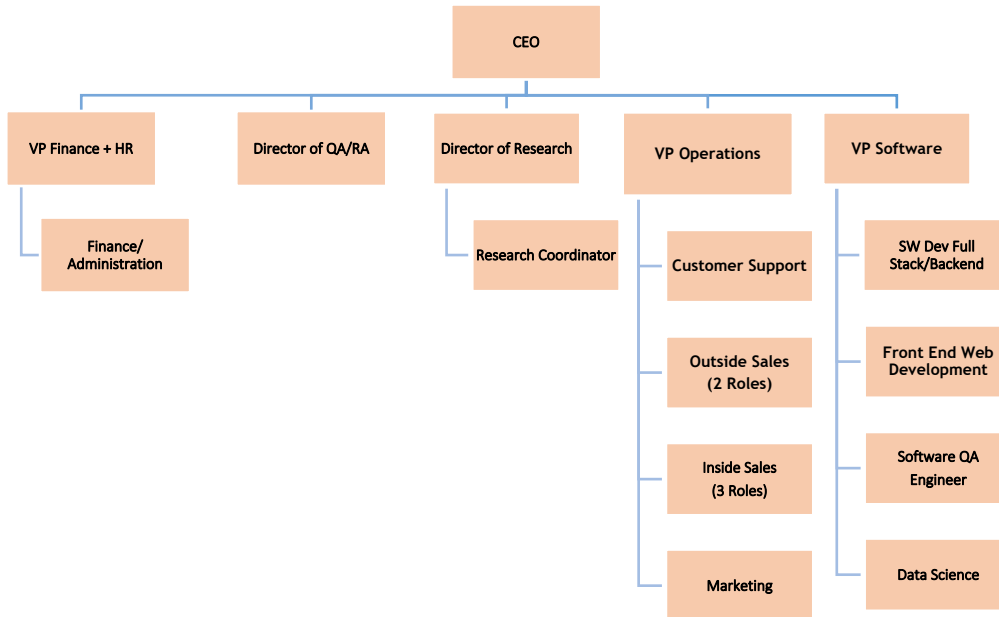 CEO
VP Finance + HR
Director of QA/RA
Director of Research
VP Operations
VP Software
Finance/
Administration
Research Coordinator
Customer Support
Outside Sales
(2 Roles)
Inside Sales
(3 Roles)
Marketing
SW Dev Full
Stack/Backend
Front End Web
Development
Software QA
Engineer
Data Science